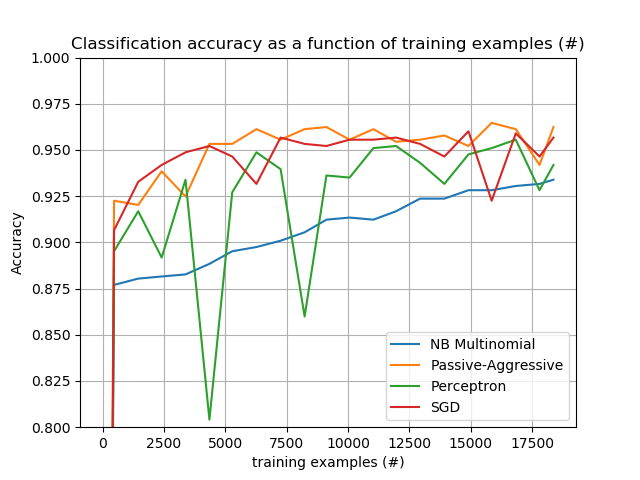 Classification accuracy as a function of training examples (#)
1.000
0.975
0.950
0.925
0.900
0.875
0.850
0.825
0.800
Accuracy
NB Multinomial
Passive-Aggressive
Perceptron
SGD
0 2500 5000 7500 10000 12500 15000 17500
training examples (#)